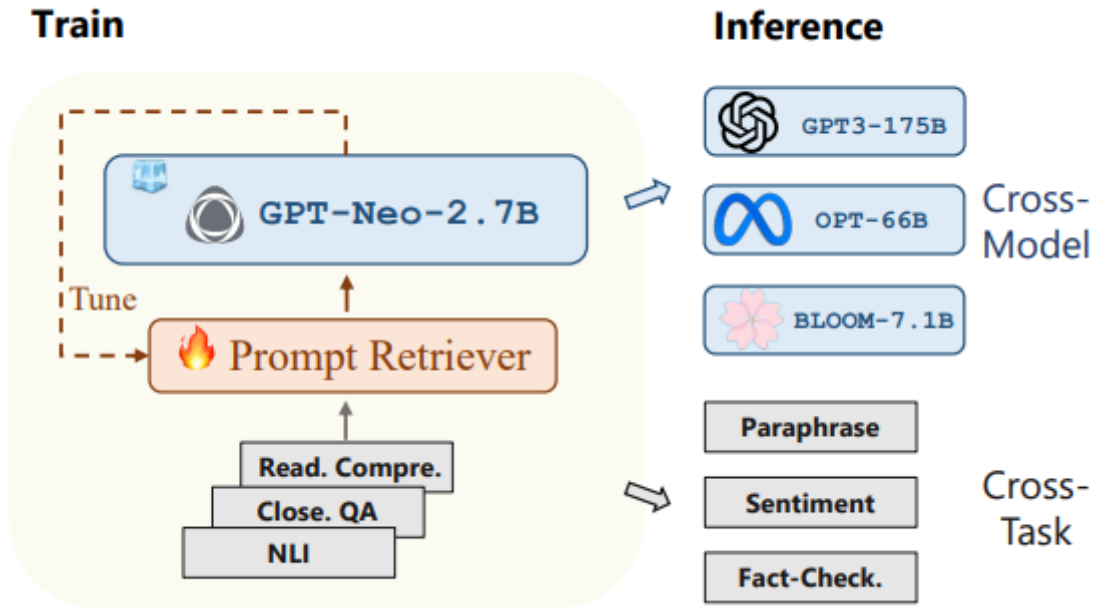 Train
GPT-Neo-2.7B
Tune
Prompt Retriever
Read. Compre.
Close. QA
NLI
Inference
GPT3-175B
OPT-66B
BLOOM-7.1B
Cross-
Model
Paraphrase
Sentiment
Fact-Check.
Cross-
Task